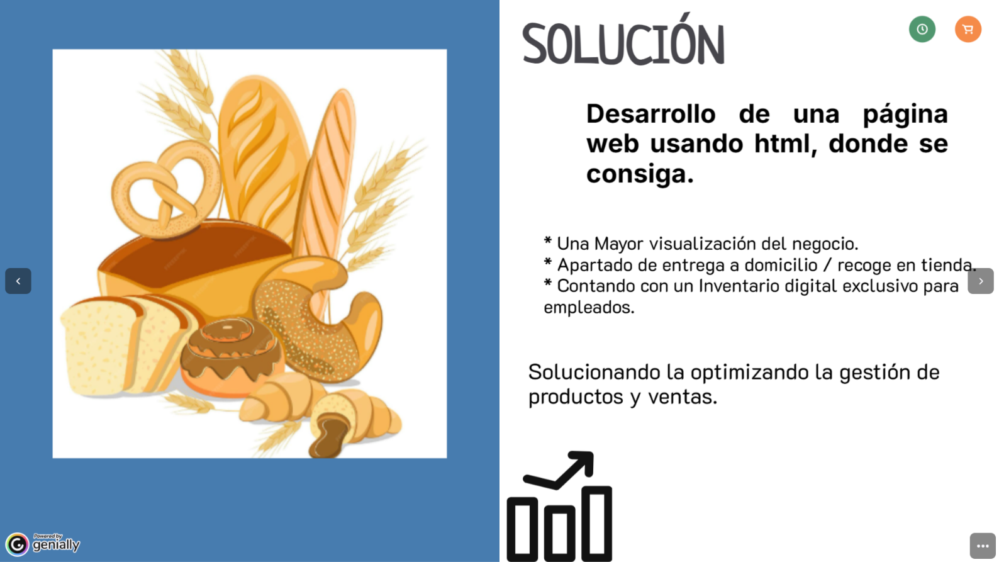 SOLUCIÓN
Desarrollo de una página
web usando html, donde se
consiga.
* Una Mayor visualización del negocio.
* Apartado de entrega a domicilio / recoge en tienda.
* Contando con un Inventario digital exclusivo para
empleados.
Solucionando la optimizando la gestión de
productos y ventas.
Powered by
genially